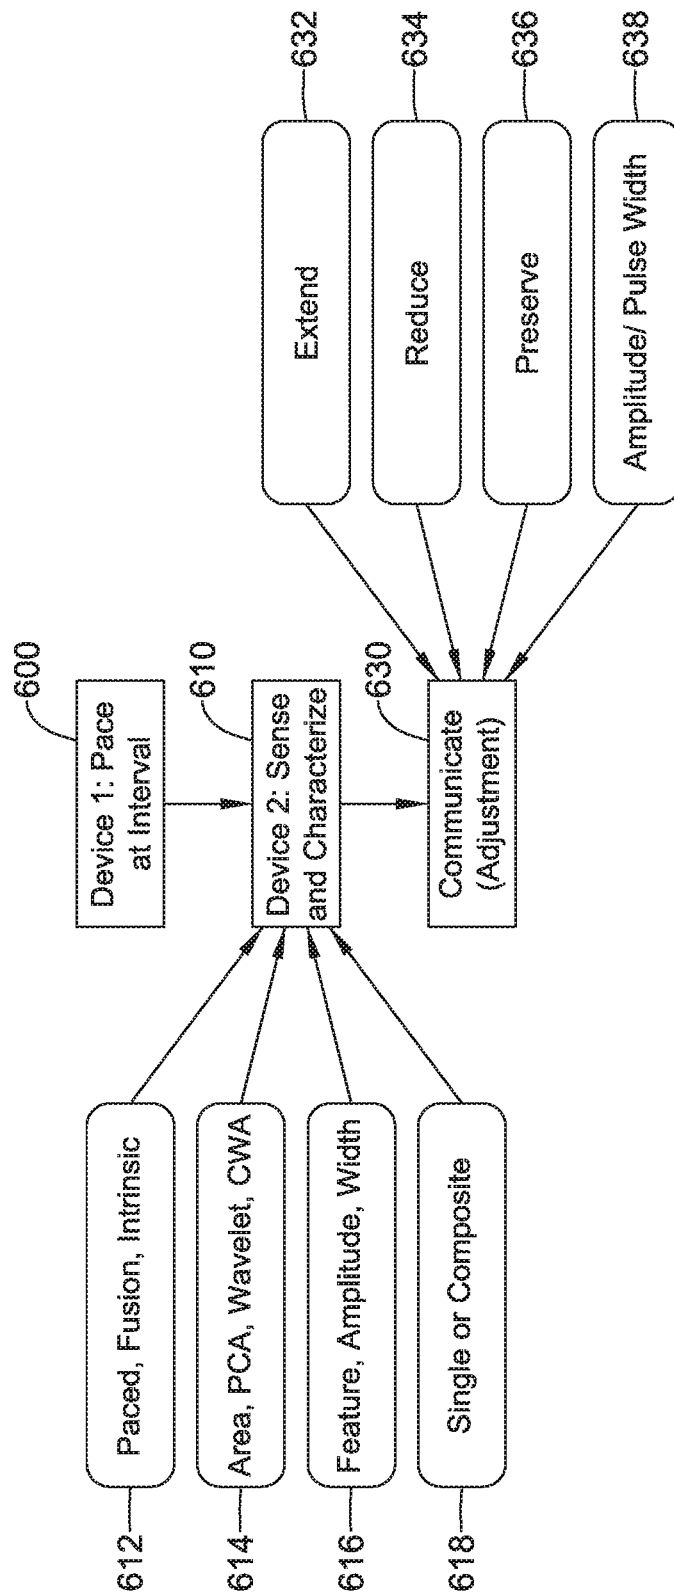 600
Device 1: Pace
at Interval
610
Device 2: Sense
and Characterize
630
Communicate
(Adjustment)
612
Paced, Fusion, Intrinsic
614
Area, PCA, Wavelet, CWA
616
Feature, Amplitude, Width
618
Single or Composite
Extend
632
Reduce
634
Preserve
636
Amplitude/ Pulse Width
638